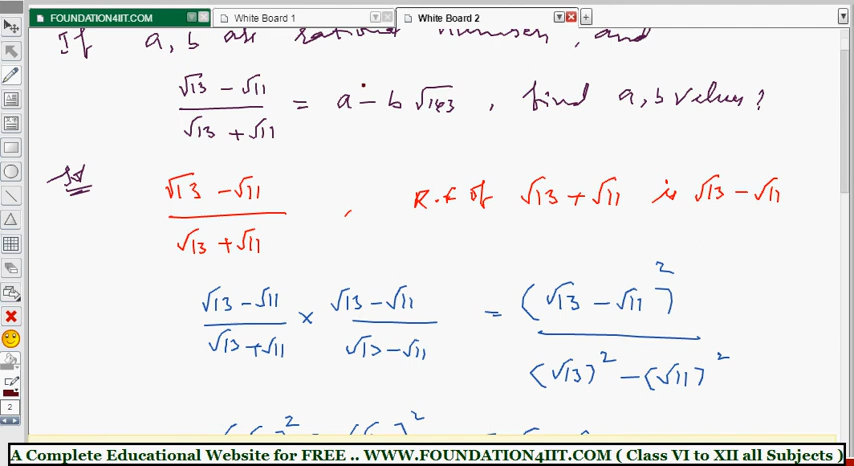 FOUNDATION4IIT.COM White Board 1 White Board 2
If a, b are rational numbers, and
(√13 − √11)/(√13 + √11) = a − b √143 , find a, b values?
Sol
(√13 − √11)/(√13 + √11) , R.F of √13 + √11 is √13 − √11
(√13 − √11)/(√13 + √11) × (√13 − √11)/(√13 − √11) = (√13 − √11)²/((√13)² − (√11)²)
2
A Complete Educational Website for FREE .. WWW.FOUNDATION4IIT.COM ( Class VI to XII all Subjects )